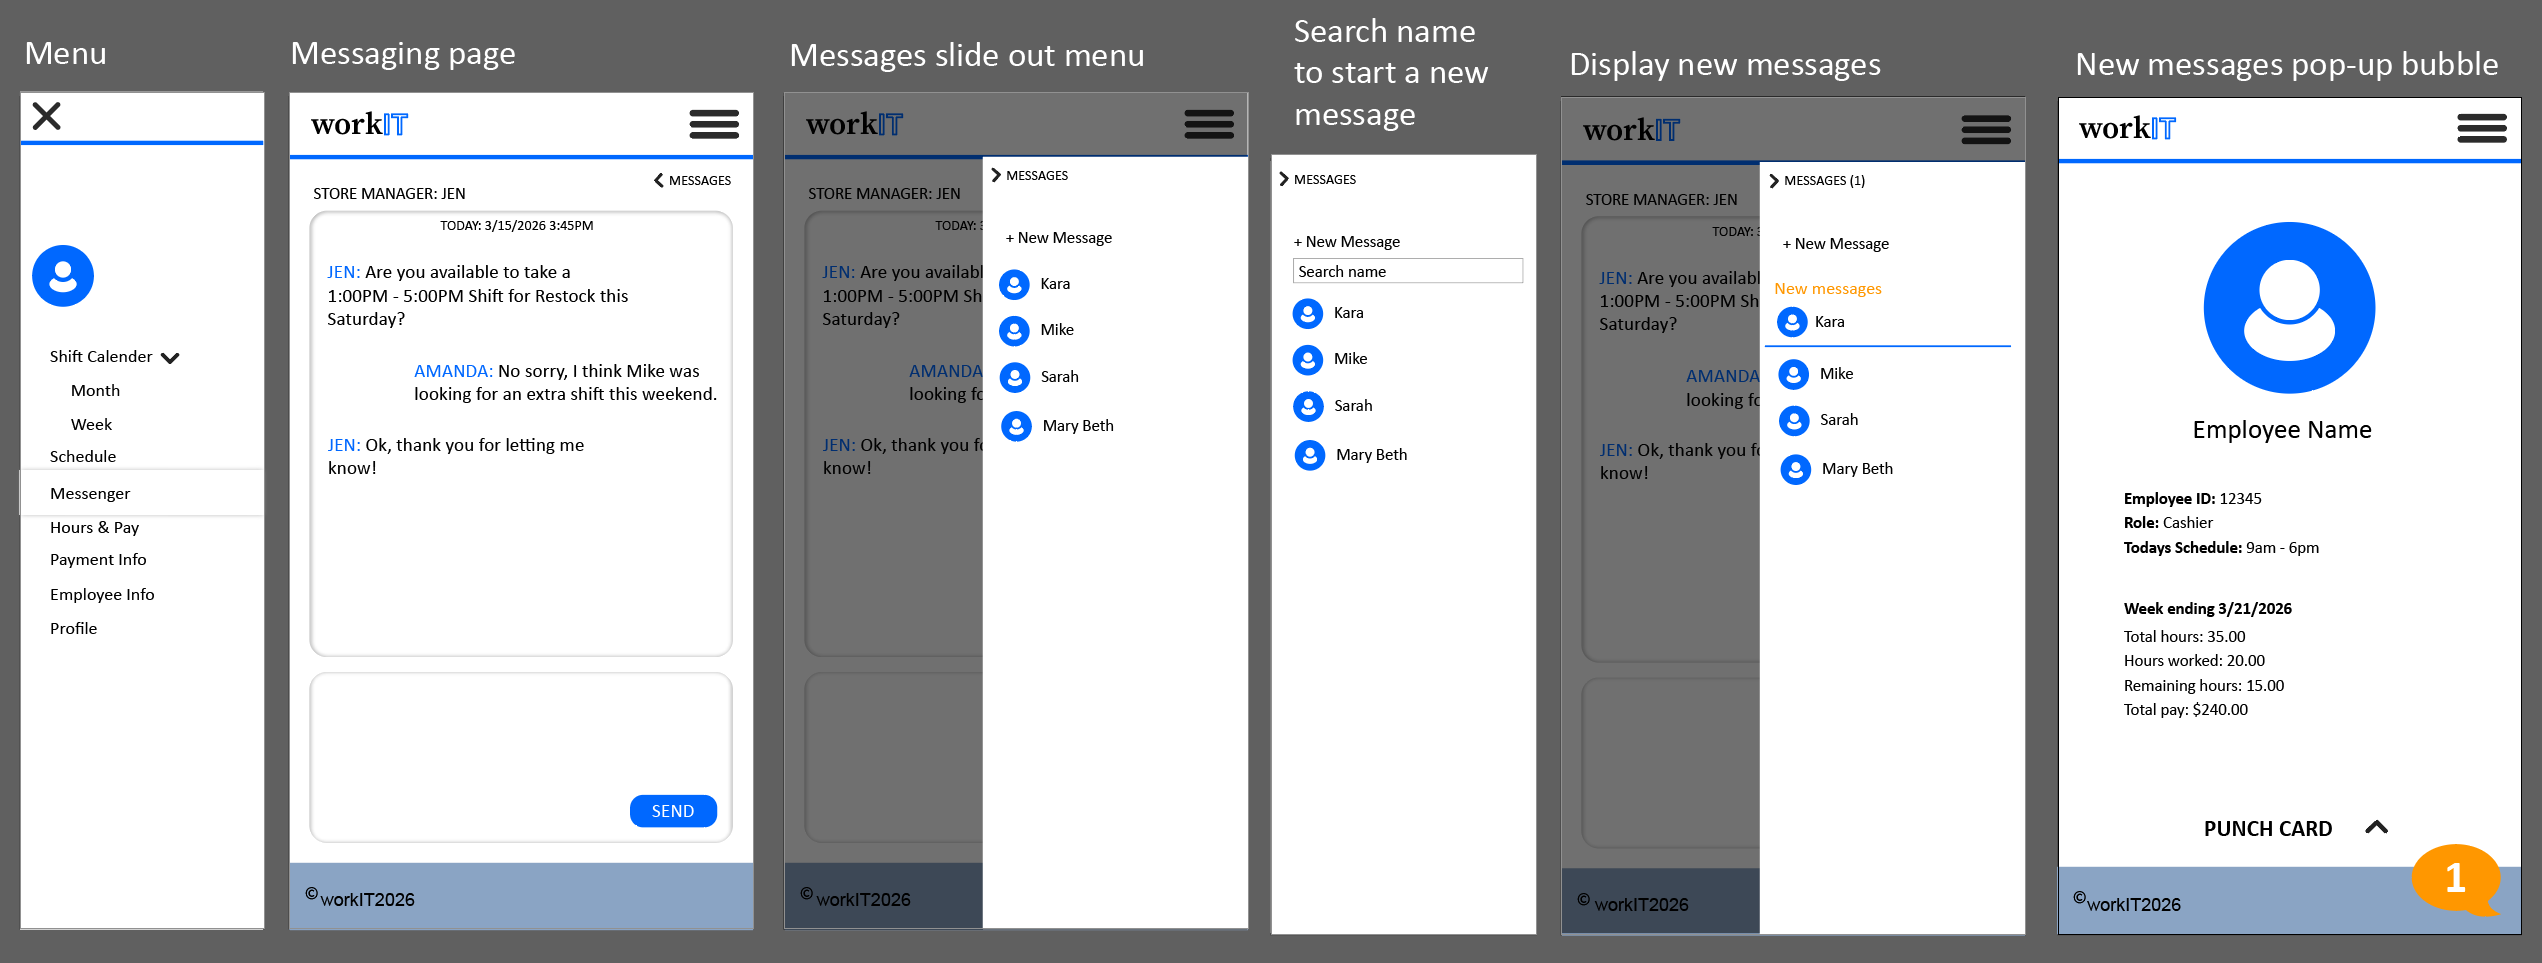 Menu
Shift Calender
Month
Week
Schedule
Messenger
Hours & Pay
Payment Info
Employee Info
Profile
Messaging page
workIT
MESSAGES
STORE MANAGER: JEN
TODAY: 3/15/2026 3:45PM
JEN: Are you available to take a
1:00PM - 5:00PM Shift for Restock this
Saturday?
AMANDA: No sorry, I think Mike was
looking for an extra shift this weekend.
JEN: Ok, thank you for letting me
know!
SEND
©workIT2026
Messages slide out menu
workIT
STORE MANAGER: JEN
TODAY: 3
JEN: Are you availabl
1:00PM - 5:00PM Sh
Saturday?
AMANDA
looking fo
JEN: Ok, thank you fo
know!
©workIT2026
MESSAGES
+ New Message
Kara
Mike
Sarah
Mary Beth
Search name
to start a new
message
MESSAGES
+ New Message
Search name
Kara
Mike
Sarah
Mary Beth
Display new messages
workIT
STORE MANAGER: JEN
TODAY: 3
JEN: Are you availabl
1:00PM - 5:00PM Sh
Saturday?
AMANDA
looking fo
JEN: Ok, thank you fo
know!
© workIT2026
MESSAGES (1)
+ New Message
New messages
Kara
Mike
Sarah
Mary Beth
New messages pop-up bubble
workIT
Employee Name
Employee ID: 12345
Role: Cashier
Todays Schedule: 9am - 6pm
Week ending 3/21/2026
Total hours: 35.00
Hours worked: 20.00
Remaining hours: 15.00
Total pay: $240.00
PUNCH CARD
1
©workIT2026